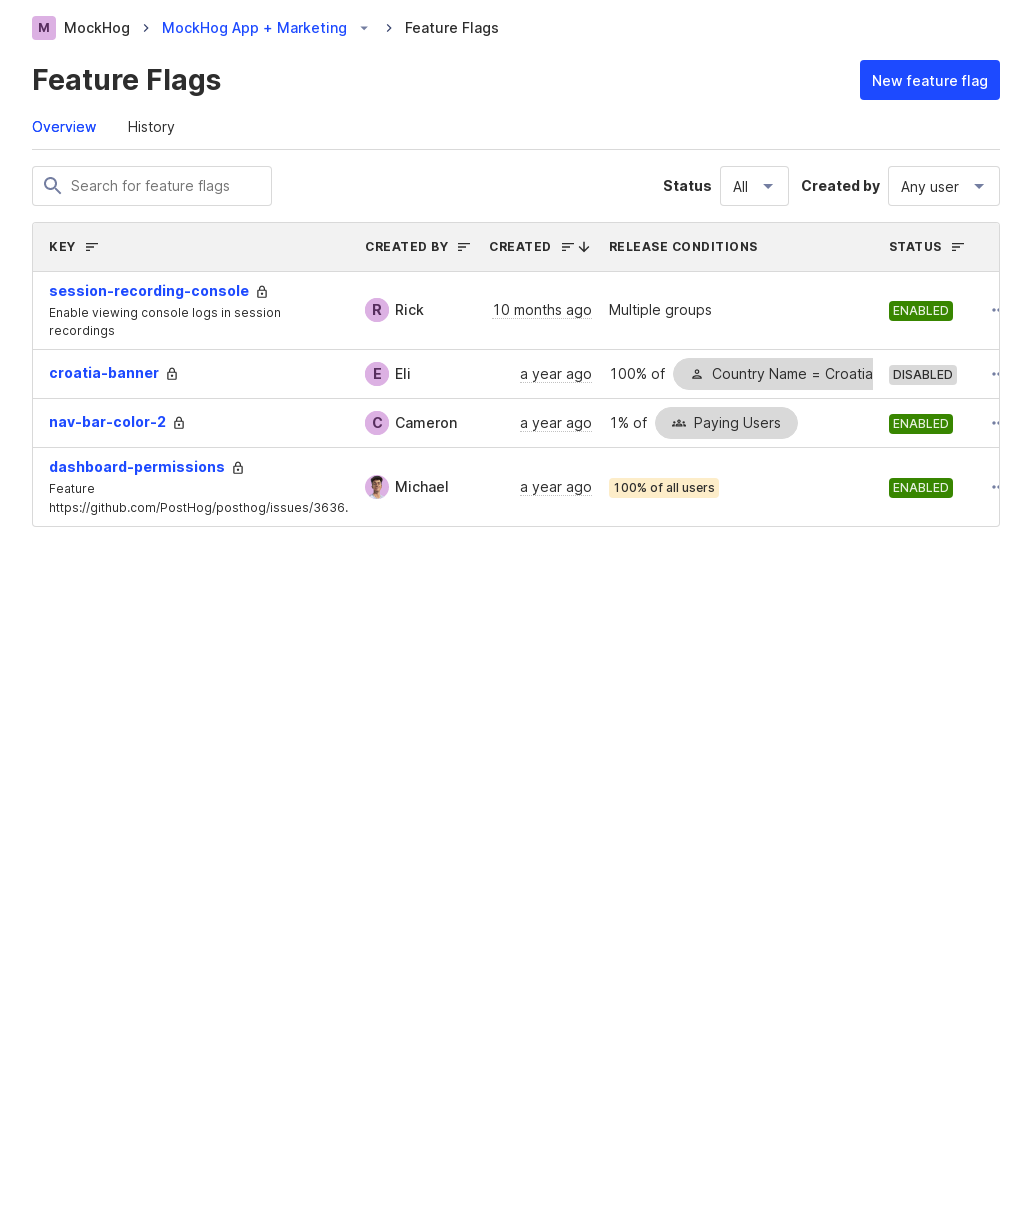 M MockHog > MockHog App + Marketing > Feature Flags
Feature Flags
New feature flag
Overview History
Search for feature flags
Status All Created by Any user
KEY CREATED BY CREATED RELEASE CONDITIONS STATUS
session-recording-console
Enable viewing console logs in session
recordings
R Rick 10 months ago Multiple groups ENABLED
croatia-banner E Eli a year ago 100% of Country Name = Croatia DISABLED
nav-bar-color-2 C Cameron a year ago 1% of Paying Users ENABLED
dashboard-permissions
Feature
https://github.com/PostHog/posthog/issues/3636.
Michael a year ago 100% of all users ENABLED